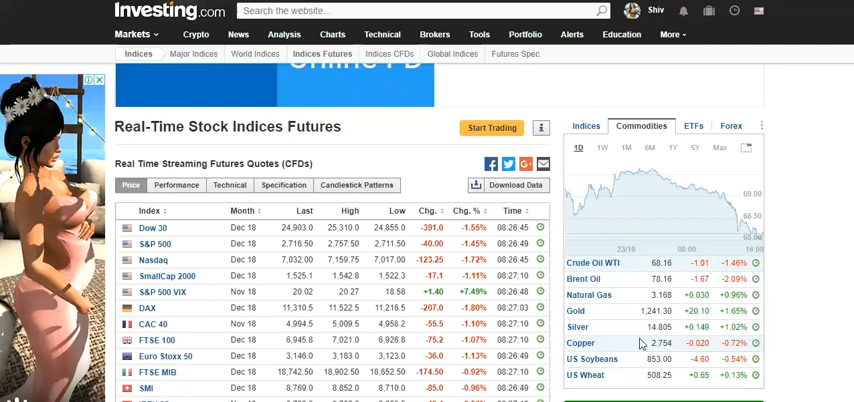 Investing.com Search the website... Shiv
Markets Crypto News Analysis Charts Technical Brokers Tools Portfolio Alerts Education More
Indices Major Indices World Indices Indices Futures Indices CFDs Global Indices Futures Spec.
Real-Time Stock Indices Futures
Start Trading
Real Time Streaming Futures Quotes (CFDs)
Price Performance Technical Specification Candlestick Patterns Download Data
Index Month Last High Low Chg. Chg. % Time
Dow 30 Dec 18 24,903.0 25,310.0 24,855.0 -391.0 -1.55% 08:26:45
S&P 500 Dec 18 2,716.50 2,757.50 2,711.50 -40.00 -1.45% 08:26:49
Nasdaq Dec 18 7,032.00 7,159.75 7,017.00 -123.25 -1.72% 08:26:45
SmallCap 2000 Dec 18 1,525.1 1,542.8 1,522.3 -17.1 -1.11% 08:27:10
S&P 500 VIX Nov 18 20.02 20.27 18.58 +1.40 +7.49% 08:26:48
DAX Dec 18 11,310.5 11,522.5 11,216.5 -207.0 -1.80% 08:27:03
CAC 40 Nov 18 4,994.5 5,009.5 4,958.2 -55.5 -1.10% 08:27:10
FTSE 100 Dec 18 6,946.0 7,021.0 6,926.8 -75.2 -1.07% 08:27:10
Euro Stoxx 50 Dec 18 3,146.0 3,183.0 3,123.0 -36.0 -1.13% 08:26:49
FTSE MIB Dec 18 18,742.50 18,902.50 18,652.50 -174.50 -0.92% 08:27:10
SMI Dec 18 8,769.0 8,852.0 8,710.0 -85.0 -0.96% 08:26:49
Indices Commodities ETFs Forex
1D 1W 1M 6M 1Y 5Y Max
69.00
68.50
68.00
23/10 08:00 16:00
Crude Oil WTI 68.16 -1.01 -1.46%
Brent Oil 78.16 -1.67 -2.09%
Natural Gas 3.168 +0.030 +0.96%
Gold 1,241.30 +20.10 +1.65%
Silver 14.805 +0.149 +1.02%
Copper 2.754 -0.020 -0.72%
US Soybeans 853.00 -4.60 -0.54%
US Wheat 508.25 +0.65 +0.13%